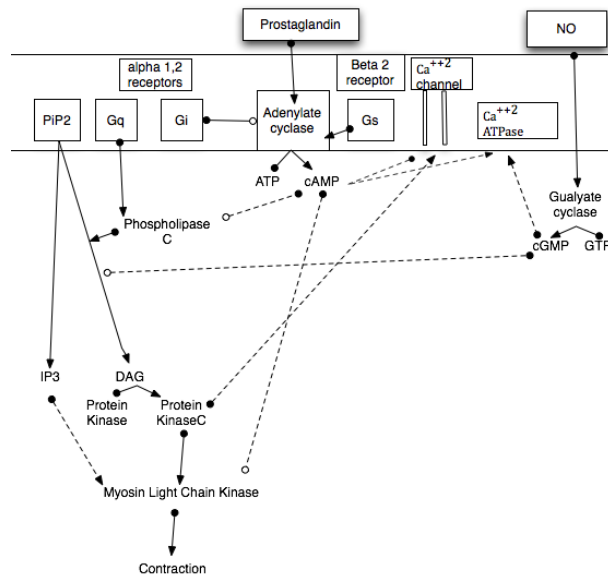 Prostaglandin
NO
alpha 1,2
receptors
Beta 2
receptor
Ca++2
channel
PiP2
Gq
Gi
Adenylate
cyclase
Gs
Ca++2
ATPase
ATP
cAMP
Phospholipase
C
Gualyate
cyclase
cGMP
GTP
IP3
DAG
Protein
Kinase
Protein
KinaseC
Myosin Light Chain Kinase
Contraction